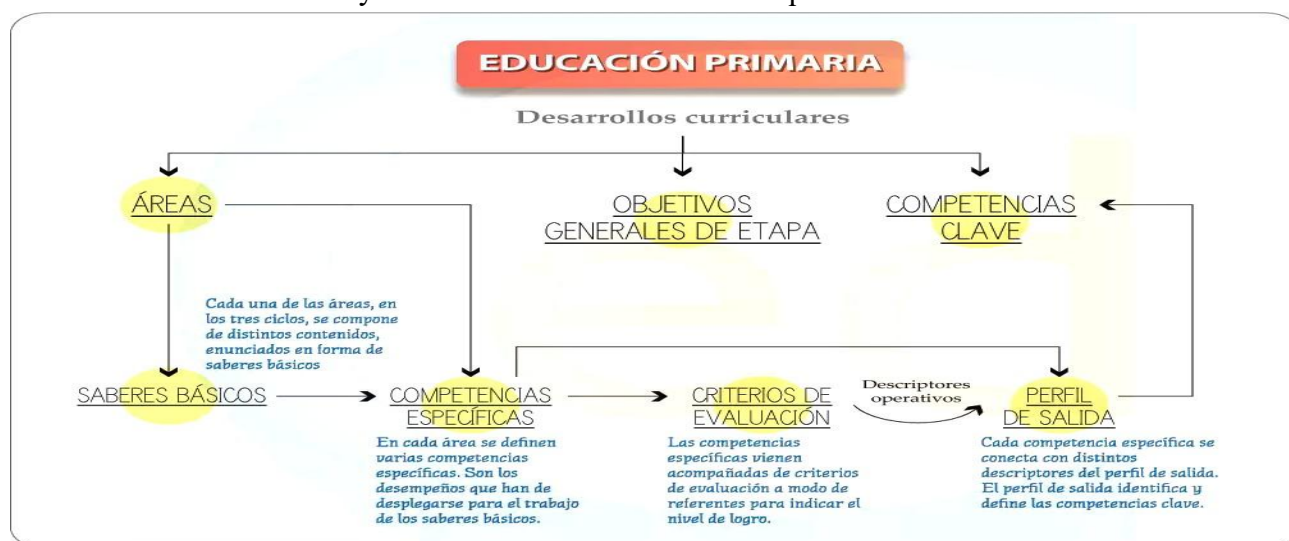 y
EDUCACIÓN PRIMARIA
Desarrollos curriculares
ÁREAS
OBJETIVOS
GENERALES DE ETAPA
COMPETENCIAS
CLAVE
Cada una de las áreas, en
los tres ciclos, se compone
de distintos contenidos,
enunciados en forma de
saberes básicos
SABERES BÁSICOS
COMPETENCIAS
ESPECÍFICAS
En cada área se definen
varias competencias
específicas. Son los
desempeños que han de
desplegarse para el trabajo
de los saberes básicos.
CRITERIOS DE
EVALUACIÓN
Las competencias
específicas vienen
acompañadas de criterios
de evaluación a modo de
referentes para indicar el
nivel de logro.
Descriptores
operativos
PERFIL
DE SALIDA
Cada competencia específica se
conecta con distintos
descriptores del perfil de salida.
El perfil de salida identifica y
define las competencias clave.